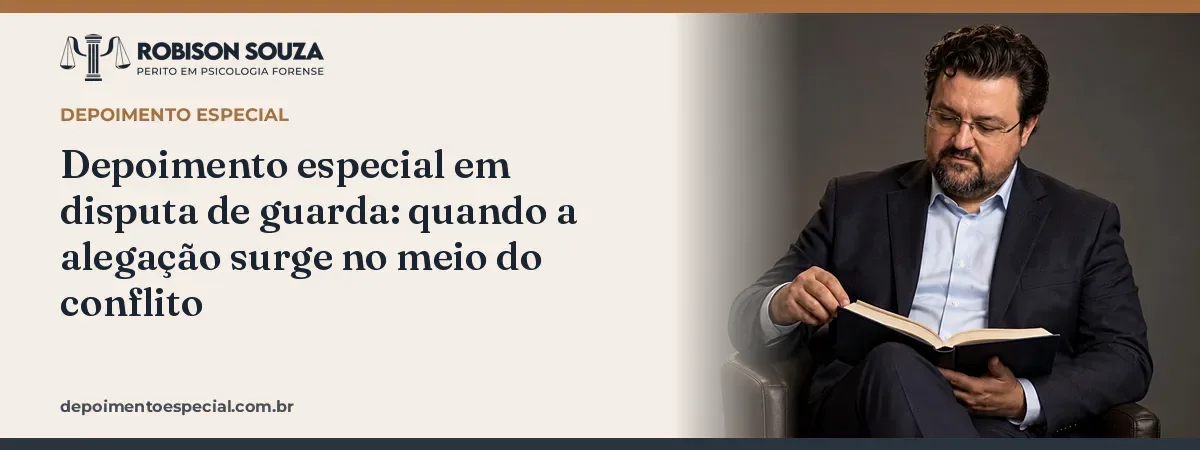 ROBISON SOUZA
PERITO EM PSICOLOGIA FORENSE
DEPOIMENTO ESPECIAL
Depoimento especial em
disputa de guarda: quando a
alegação surge no meio do
conflito
depoimentoespecial.com.br